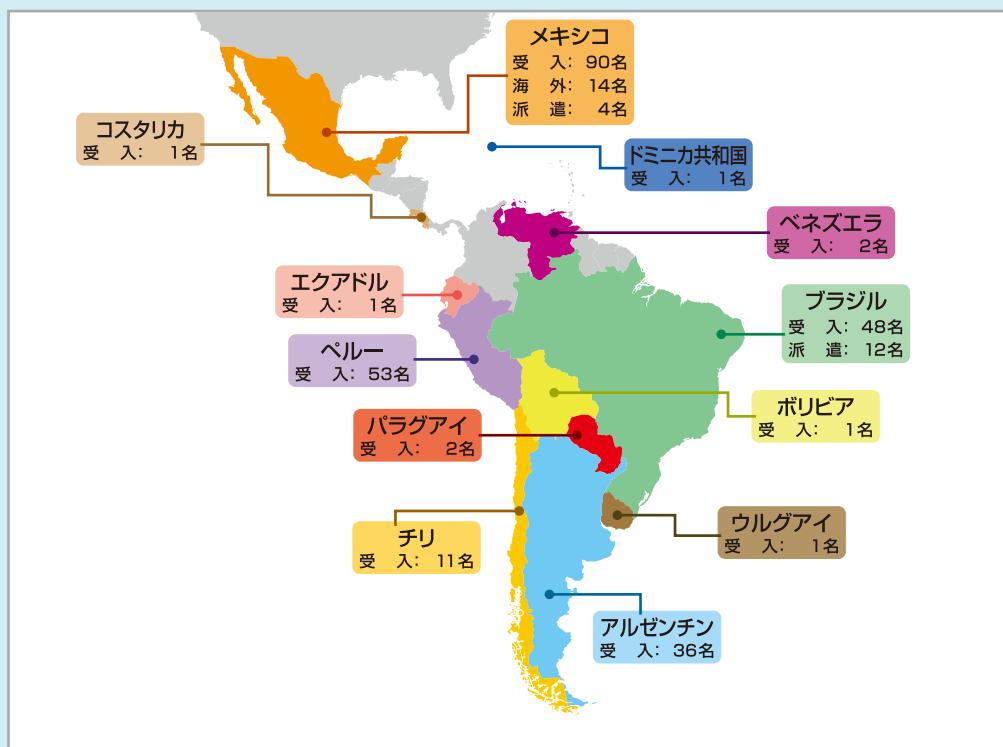 メキシコ
受　入： 90名
海　外： 14名
派　遣： 4名
コスタリカ
受　入： 1名
ドミニカ共和国
受　入： 1名
ベネズエラ
受　入： 2名
エクアドル
受　入： 1名
ブラジル
受　入： 48名
派　遣： 12名
ペルー
受　入： 53名
ボリビア
受　入： 1名
パラグアイ
受　入： 2名
ウルグアイ
受　入： 1名
チリ
受　入： 11名
アルゼンチン
受　入： 36名